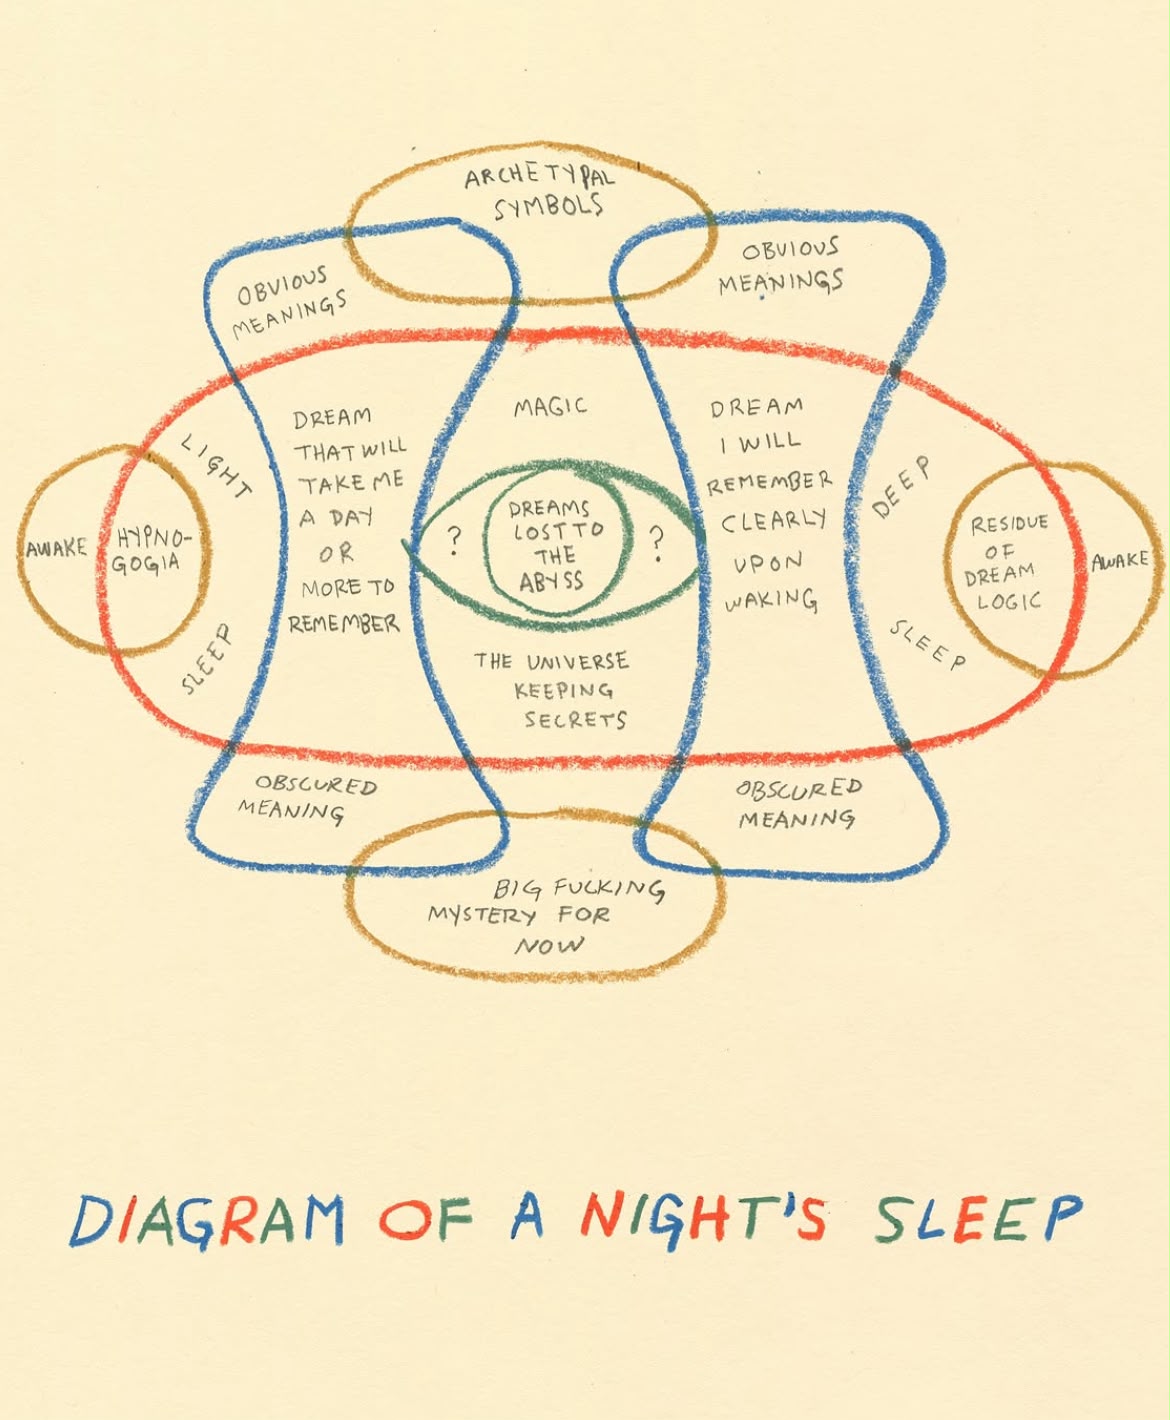 ARCHETYPAL
SYMBOLS
OBVIOUS
MEANINGS
OBVIOUS
MEANINGS
AWAKE
HYPNO-
GOGIA
LIGHT
SLEEP
DREAM
THAT WILL
TAKE ME
A DAY
OR
MORE TO
REMEMBER
MAGIC
?
DREAMS
LOST TO
THE
ABYSS
?
THE UNIVERSE
KEEPING
SECRETS
DREAM
I WILL
REMEMBER
CLEARLY
UPON
WAKING
DEEP
SLEEP
RESIDUE
OF
DREAM
LOGIC
AWAKE
OBSCURED
MEANING
OBSCURED
MEANING
BIG FUCKING
MYSTERY FOR
NOW
DIAGRAM OF A NIGHT'S SLEEP